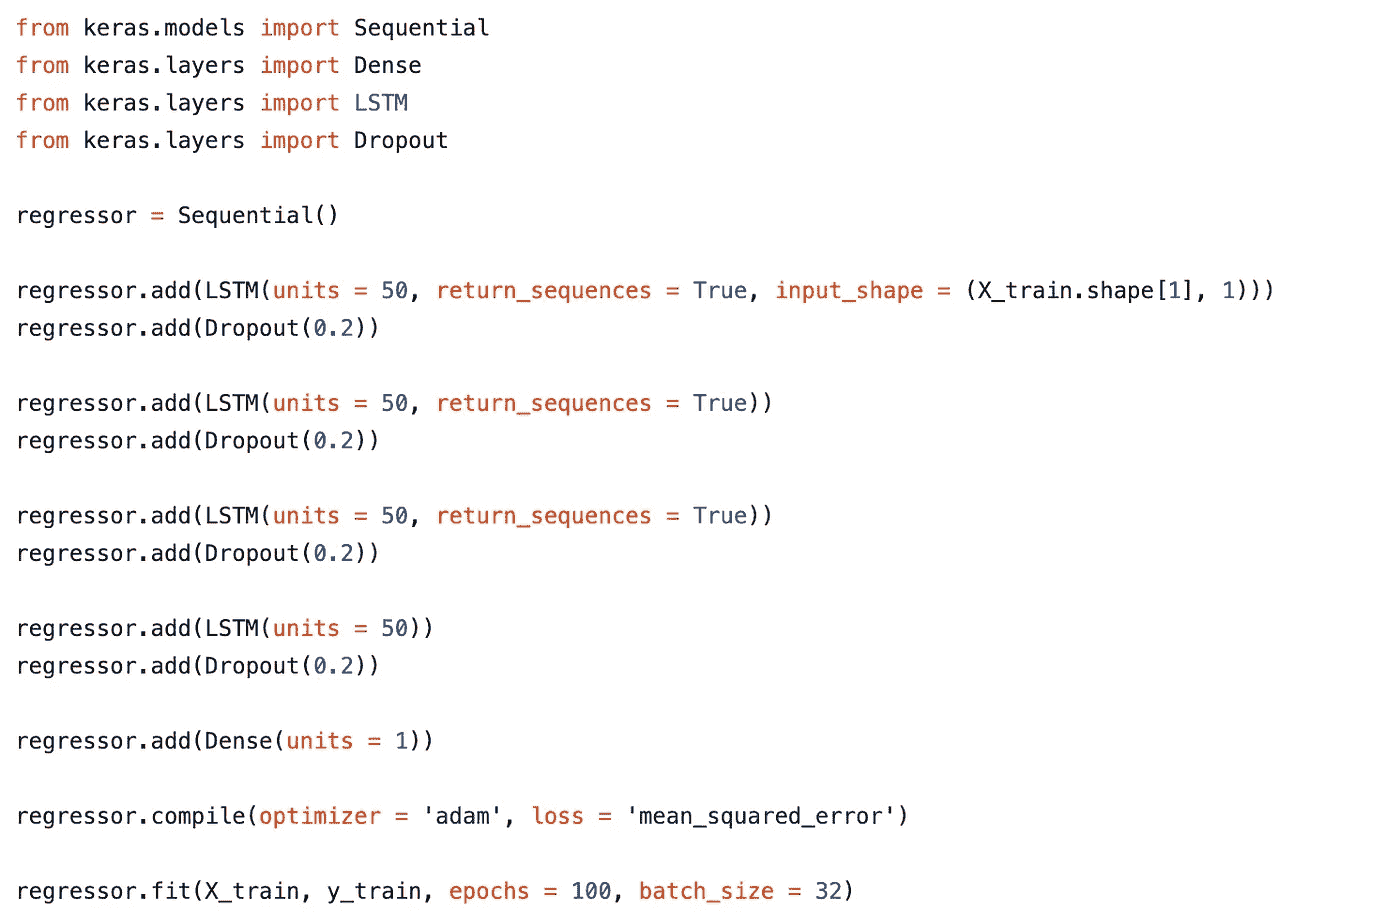 from keras.models import Sequential
from keras.layers import Dense
from keras.layers import LSTM
from keras.layers import Dropout
regressor = Sequential()
regressor.add(LSTM(units = 50, return_sequences = True, input_shape = (X_train.shape[1], 1)))
regressor.add(Dropout(0.2))
regressor.add(LSTM(units = 50, return_sequences = True))
regressor.add(Dropout(0.2))
regressor.add(LSTM(units = 50, return_sequences = True))
regressor.add(Dropout(0.2))
regressor.add(LSTM(units = 50))
regressor.add(Dropout(0.2))
regressor.add(Dense(units = 1))
regressor.compile(optimizer = 'adam', loss = 'mean_squared_error')
regressor.fit(X_train, y_train, epochs = 100, batch_size = 32)